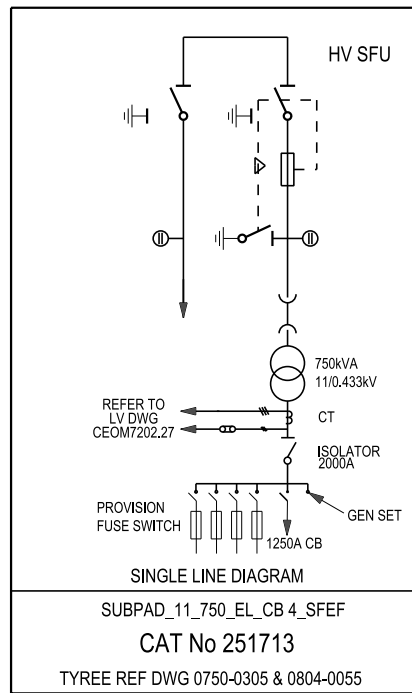 HV SFU
750kVA
11/0.433kV
REFER TO
LV DWG
CEOM7202.27
CT
ISOLATOR
2000A
PROVISION
FUSE SWITCH
GEN SET
1250A CB
SINGLE LINE DIAGRAM
SUBPAD_11_750_EL_CB 4_SFEF
CAT No 251713
TYREE REF DWG 0750-0305 & 0804-0055